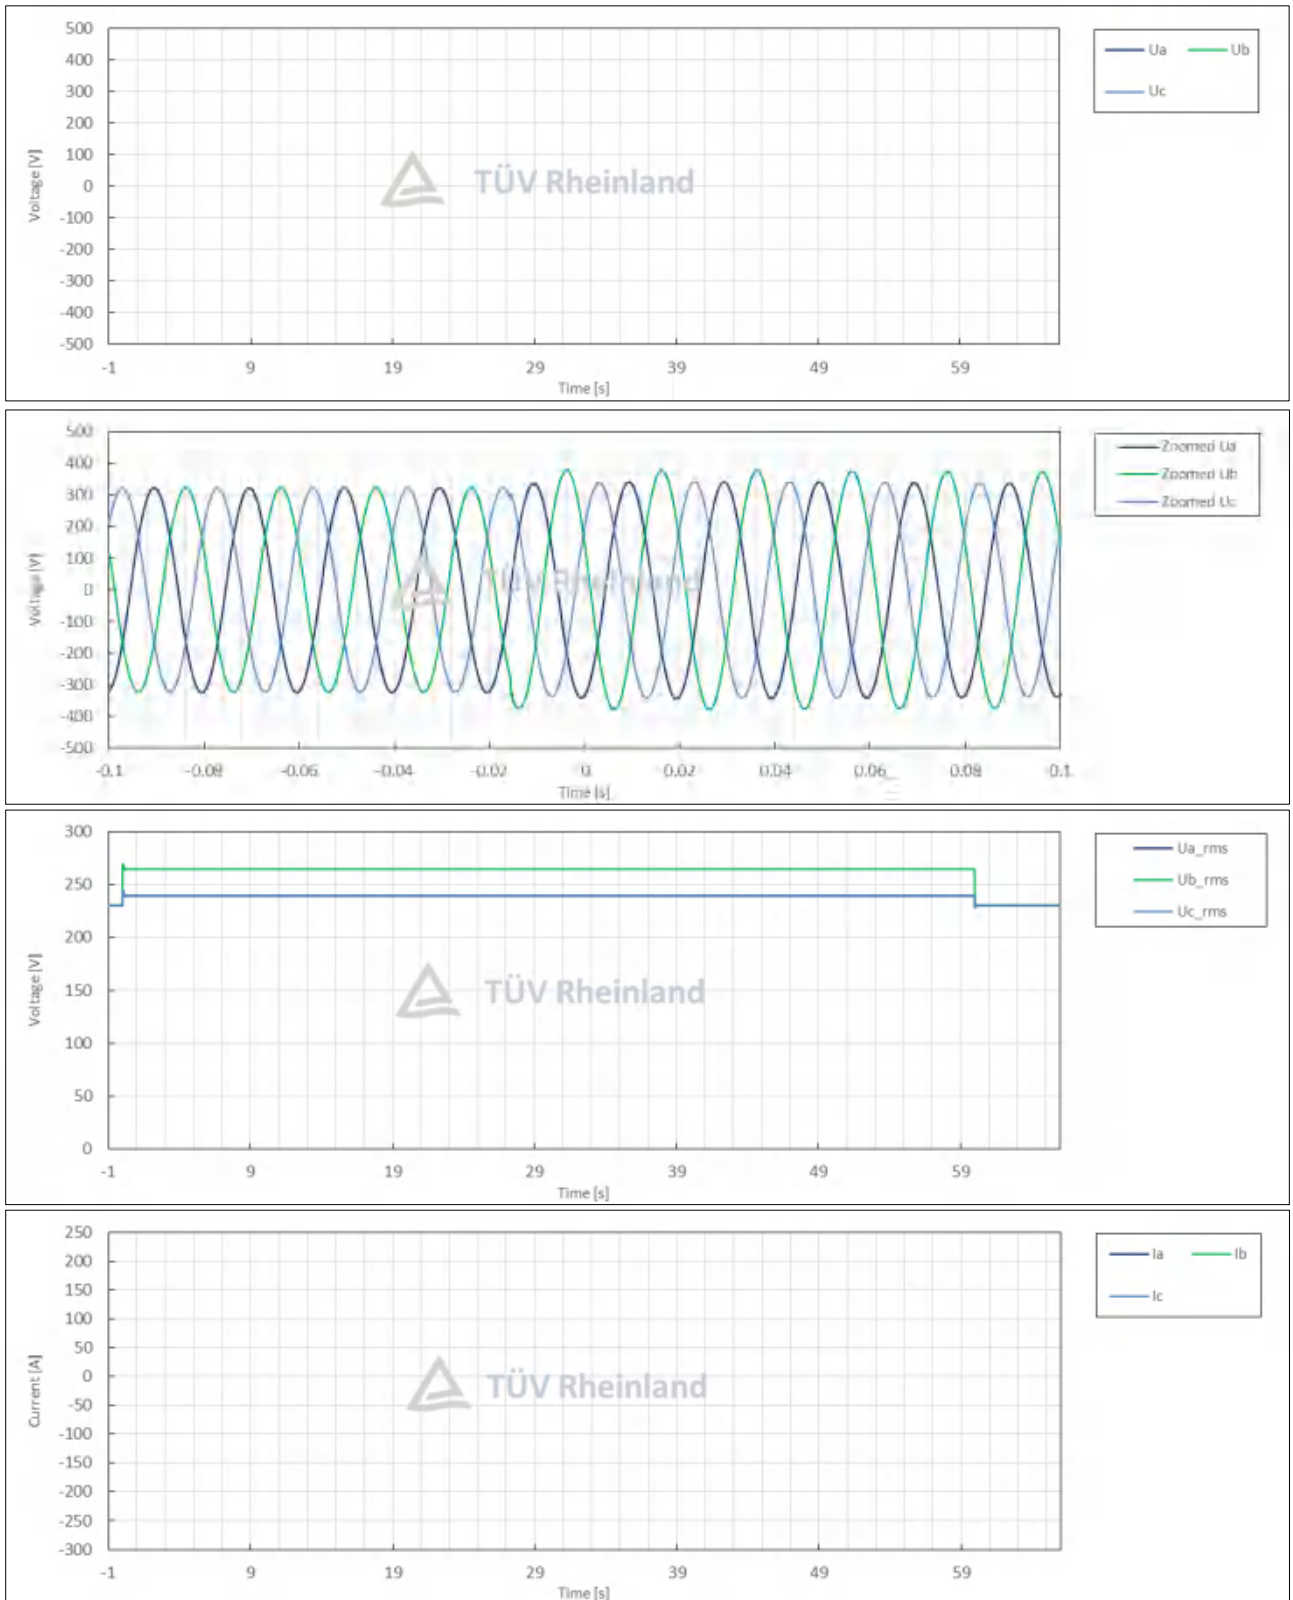 500
400
300
200
100
0
-100
-200
-300
-400
-500
Voltage [V]
-1 9 19 29 39 49 59
Time [s]
Ua Ub
Uc
TÜV Rheinland
500
400
300
200
100
0
-100
-200
-300
-400
-500
Voltage [V]
-0.1 -0.08 -0.06 -0.04 -0.02 0 0.02 0.04 0.06 0.08 0.1
Time [s]
Zoomed Ua
Zoomed Ub
Zoomed Uc
TÜV Rheinland
300
250
200
150
100
50
0
Voltage [V]
-1 9 19 29 39 49 59
Time [s]
Ua_rms
Ub_rms
Uc_rms
TÜV Rheinland
250
200
150
100
50
0
-50
-100
-150
-200
-250
-300
Current [A]
-1 9 19 29 39 49 59
Time [s]
Ia Ib
Ic
TÜV Rheinland